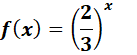 f(x) = (2/3)^x